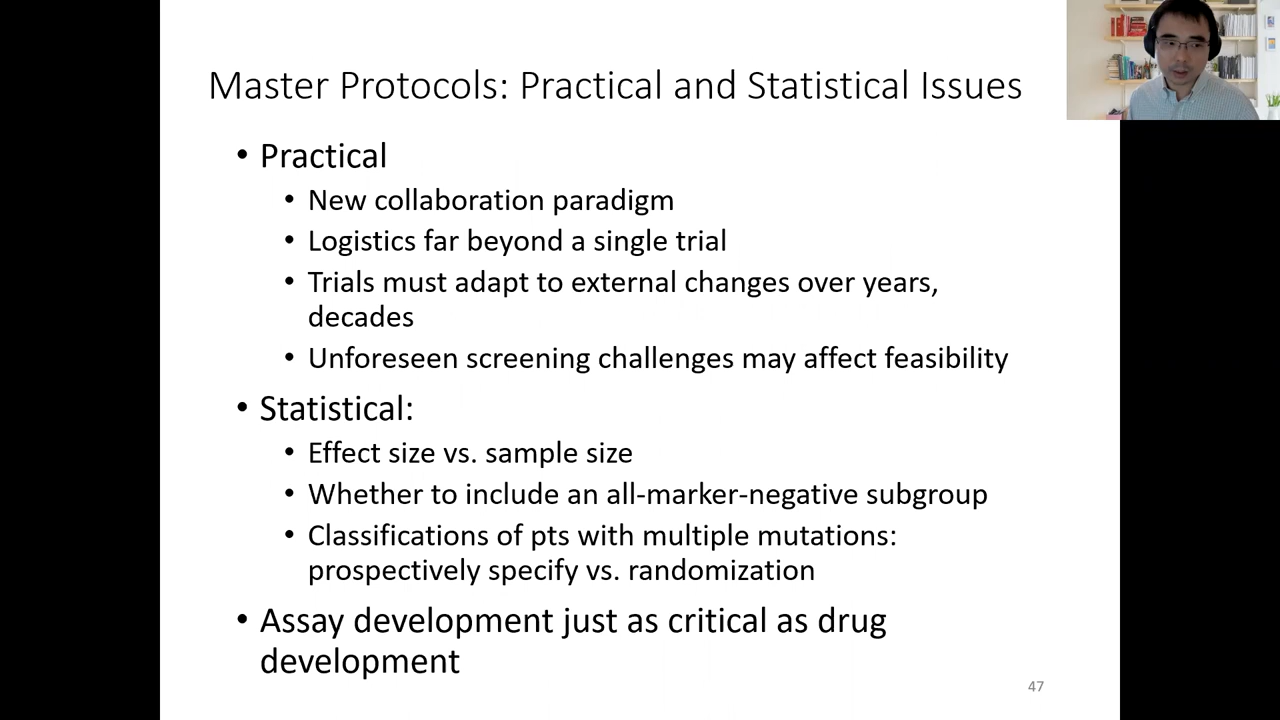 Master Protocols: Practical and Statistical Issues
• Practical
• New collaboration paradigm
• Logistics far beyond a single trial
• Trials must adapt to external changes over years,
decades
• Unforeseen screening challenges may affect feasibility
• Statistical:
• Effect size vs. sample size
• Whether to include an all-marker-negative subgroup
• Classifications of pts with multiple mutations:
prospectively specify vs. randomization
• Assay development just as critical as drug
development
47